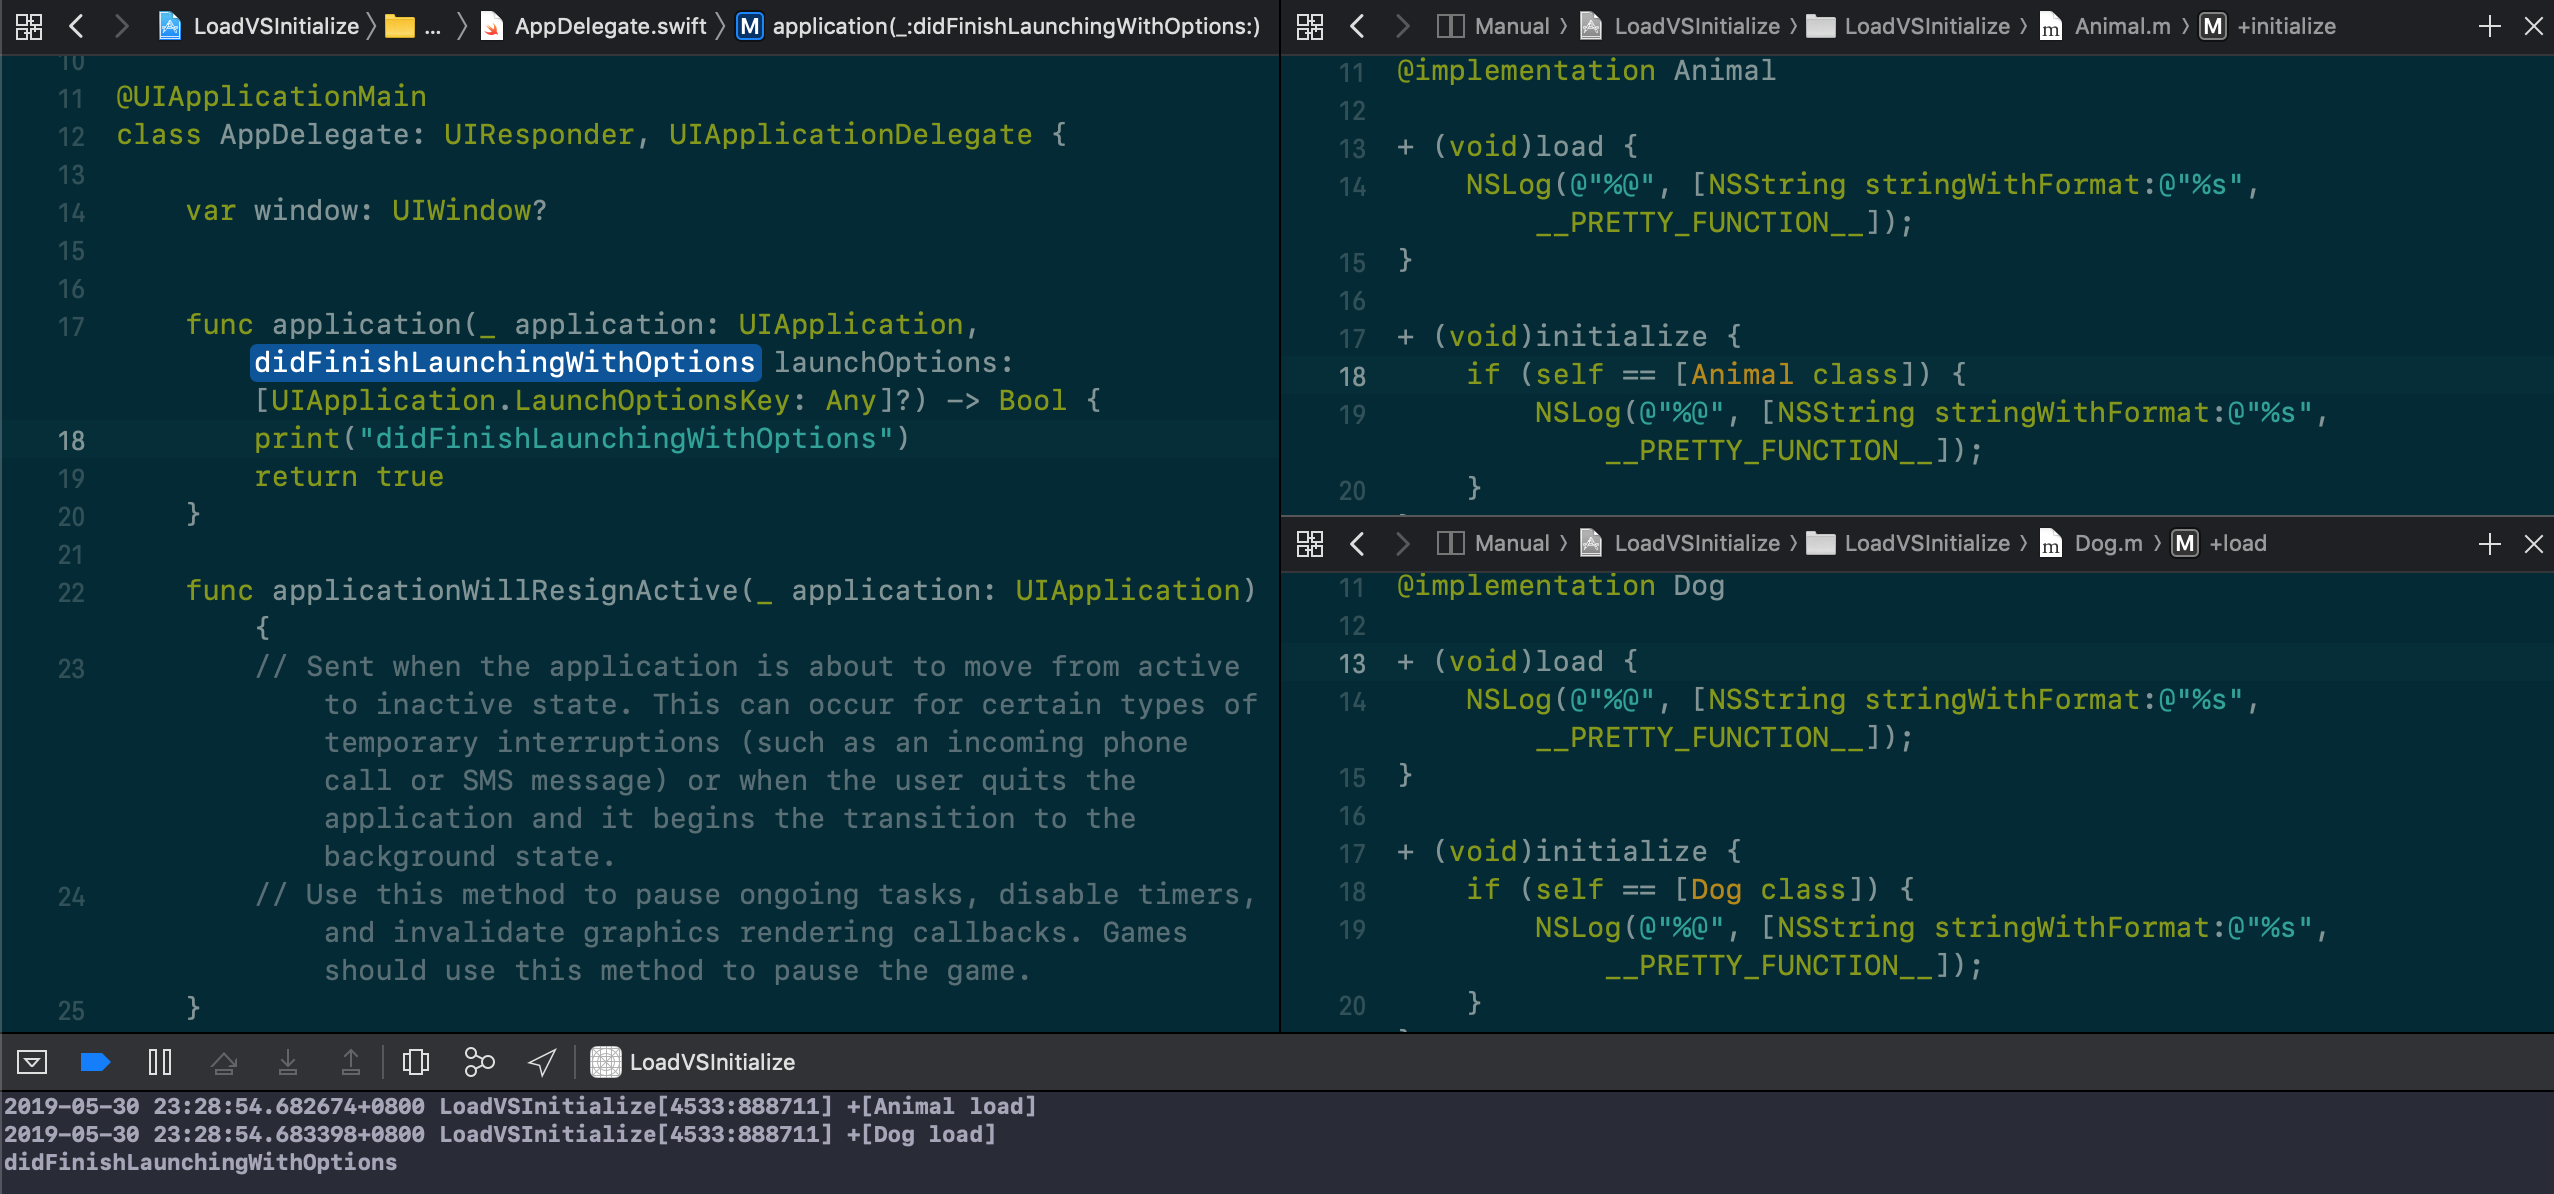 LoadVSInitialize 〉 ... 〉 AppDelegate.swift 〉 M application(_:didFinishLaunchingWithOptions:)
10
11 @UIApplicationMain
12 class AppDelegate: UIResponder, UIApplicationDelegate {
13
14 var window: UIWindow?
15
16
17 func application(_ application: UIApplication,
didFinishLaunchingWithOptions launchOptions:
[UIApplication.LaunchOptionsKey: Any]?) -> Bool {
18 print("didFinishLaunchingWithOptions")
19 return true
20 }
21
22 func applicationWillResignActive(_ application: UIApplication)
{
23 // Sent when the application is about to move from active
to inactive state. This can occur for certain types of
temporary interruptions (such as an incoming phone
call or SMS message) or when the user quits the
application and it begins the transition to the
background state.
24 // Use this method to pause ongoing tasks, disable timers,
and invalidate graphics rendering callbacks. Games
should use this method to pause the game.
25 }
Manual 〉 LoadVSInitialize 〉 LoadVSInitialize 〉 m Animal.m 〉 M +initialize
11 @implementation Animal
12
13 + (void)load {
14 NSLog(@"%@", [NSString stringWithFormat:@"%s",
__PRETTY_FUNCTION__]);
15 }
16
17 + (void)initialize {
18 if (self == [Animal class]) {
19 NSLog(@"%@", [NSString stringWithFormat:@"%s",
__PRETTY_FUNCTION__]);
20 }
Manual 〉 LoadVSInitialize 〉 LoadVSInitialize 〉 m Dog.m 〉 M +load
11 @implementation Dog
12
13 + (void)load {
14 NSLog(@"%@", [NSString stringWithFormat:@"%s",
__PRETTY_FUNCTION__]);
15 }
16
17 + (void)initialize {
18 if (self == [Dog class]) {
19 NSLog(@"%@", [NSString stringWithFormat:@"%s",
__PRETTY_FUNCTION__]);
20 }
LoadVSInitialize
2019-05-30 23:28:54.682674+0800 LoadVSInitialize[4533:888711] +[Animal load]
2019-05-30 23:28:54.683398+0800 LoadVSInitialize[4533:888711] +[Dog load]
didFinishLaunchingWithOptions